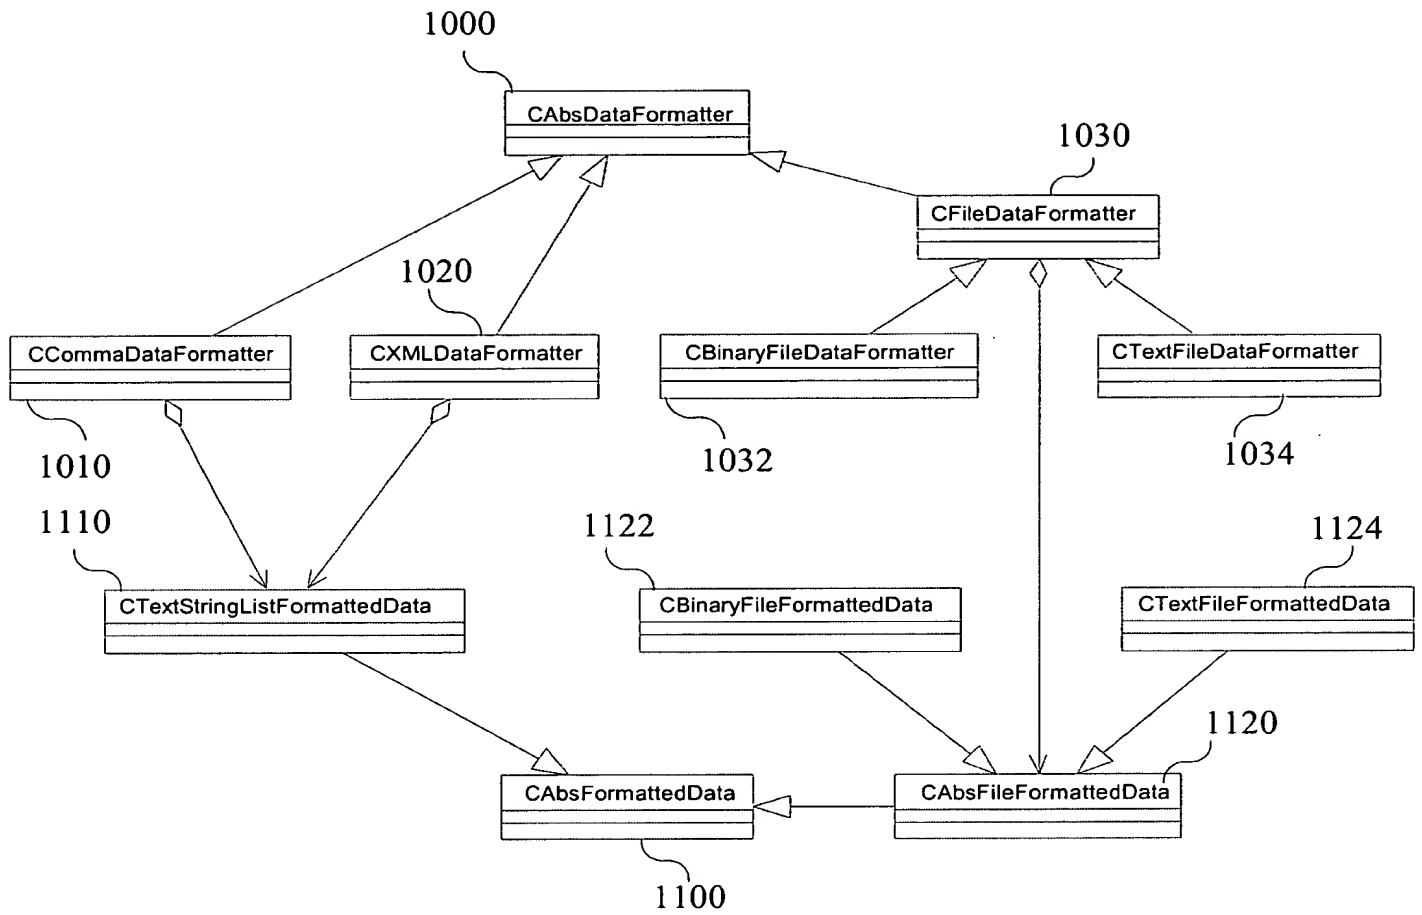 1000
CAbsDataFormatter
1030
CFileDataFormatter
1020
CCommaDataFormatter
CXMLDataFormatter
CBinaryFileDataFormatter
CTextFileDataFormatter
1010
1032
1034
1110
1122
1124
CTextStringListFormattedData
CBinaryFileFormattedData
CTextFileFormattedData
1120
CAbsFormattedData
CAbsFileFormattedData
1100